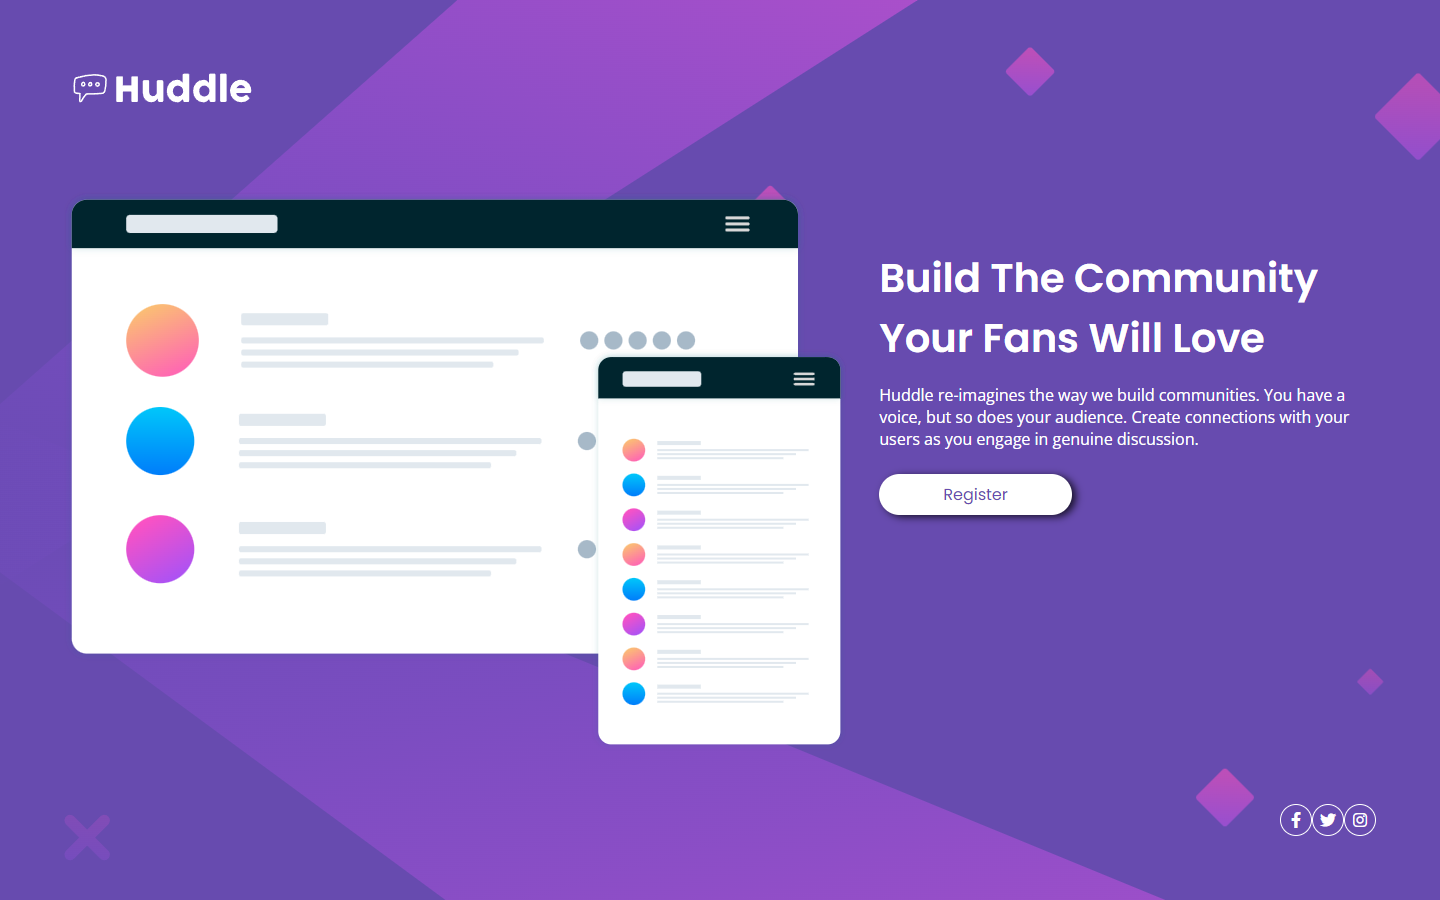 Huddle
Build The Community
Your Fans Will Love
Huddle re-imagines the way we build communities. You have a
voice, but so does your audience. Create connections with your
users as you engage in genuine discussion.
Register